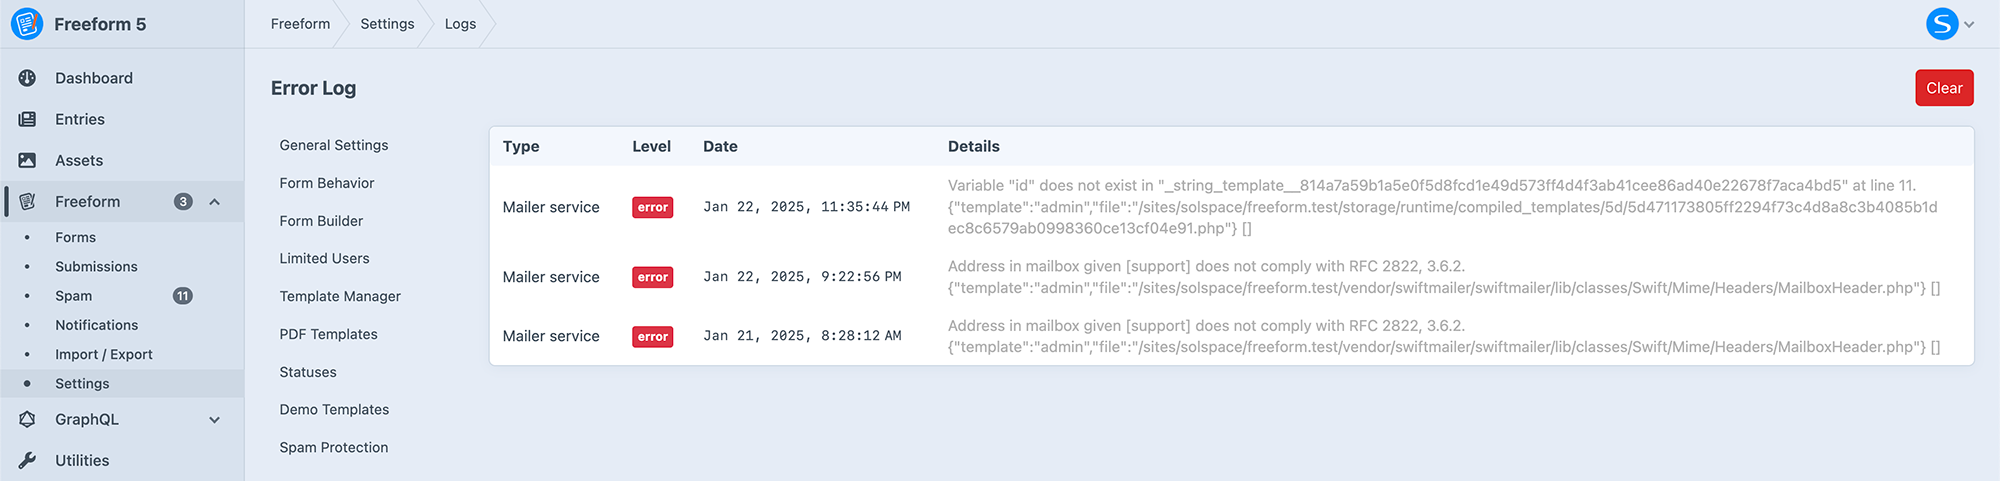 Freeform 5
Freeform
Settings
Logs
S
Dashboard
Entries
Assets
Freeform 3
Forms
Submissions
Spam 11
Notifications
Import / Export
Settings
GraphQL
Utilities
Error Log
Clear
General Settings
Form Behavior
Form Builder
Limited Users
Template Manager
PDF Templates
Statuses
Demo Templates
Spam Protection
Type Level Date Details
Mailer service error Jan 22, 2025, 11:35:44 PM
Variable "id" does not exist in "_string_template__814a7a59b1a5e0f5d8fcd1e49d573ff4d4f3ab41cee86ad40e22678f7aca4bd5" at line 11.
{"template":"admin","file":"/sites/solspace/freeform.test/storage/runtime/compiled_templates/5d/5d471173805ff2294f73c4d8a8c3b4085b1d
ec8c6579ab0998360ce13cf04e91.php"} []
Mailer service error Jan 22, 2025, 9:22:56 PM
Address in mailbox given [support] does not comply with RFC 2822, 3.6.2.
{"template":"admin","file":"/sites/solspace/freeform.test/vendor/swiftmailer/swiftmailer/lib/classes/Swift/Mime/Headers/MailboxHeader.php"} []
Mailer service error Jan 21, 2025, 8:28:12 AM
Address in mailbox given [support] does not comply with RFC 2822, 3.6.2.
{"template":"admin","file":"/sites/solspace/freeform.test/vendor/swiftmailer/swiftmailer/lib/classes/Swift/Mime/Headers/MailboxHeader.php"} []